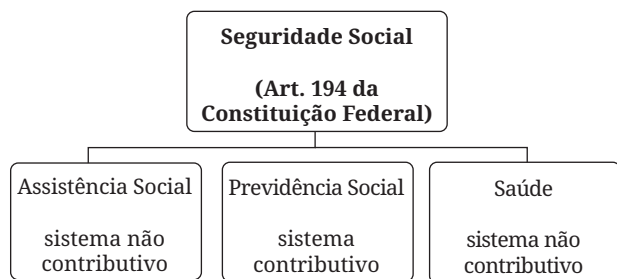 Seguridade Social
(Art. 194 da
Constituição Federal)
Assistência Social
sistema não
contributivo
Previdência Social
sistema
contributivo
Saúde
sistema não
contributivo